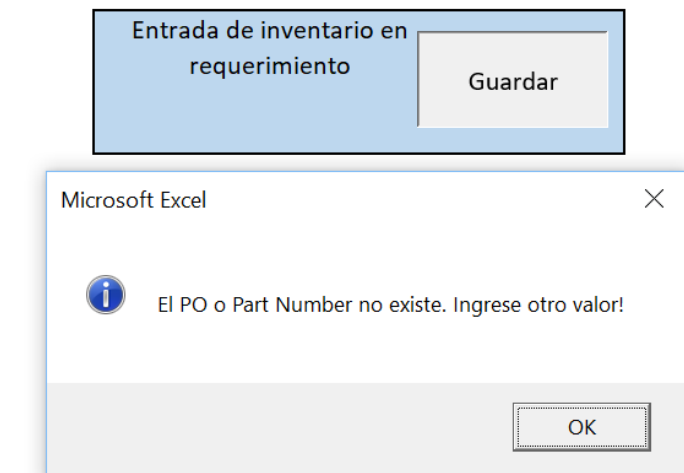 Entrada de inventario en
requerimiento
Guardar
Microsoft Excel
El PO o Part Number no existe. Ingrese otro valor!
OK